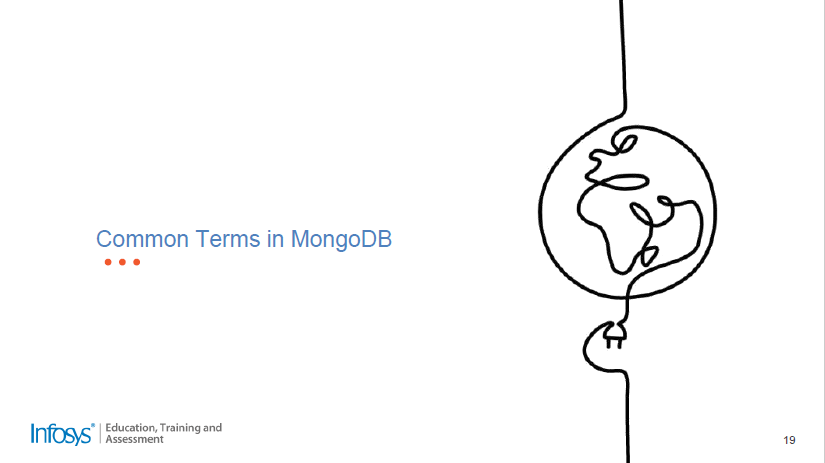 Common Terms in MongoDB
Infosys® | Education, Training and
Assessment
19